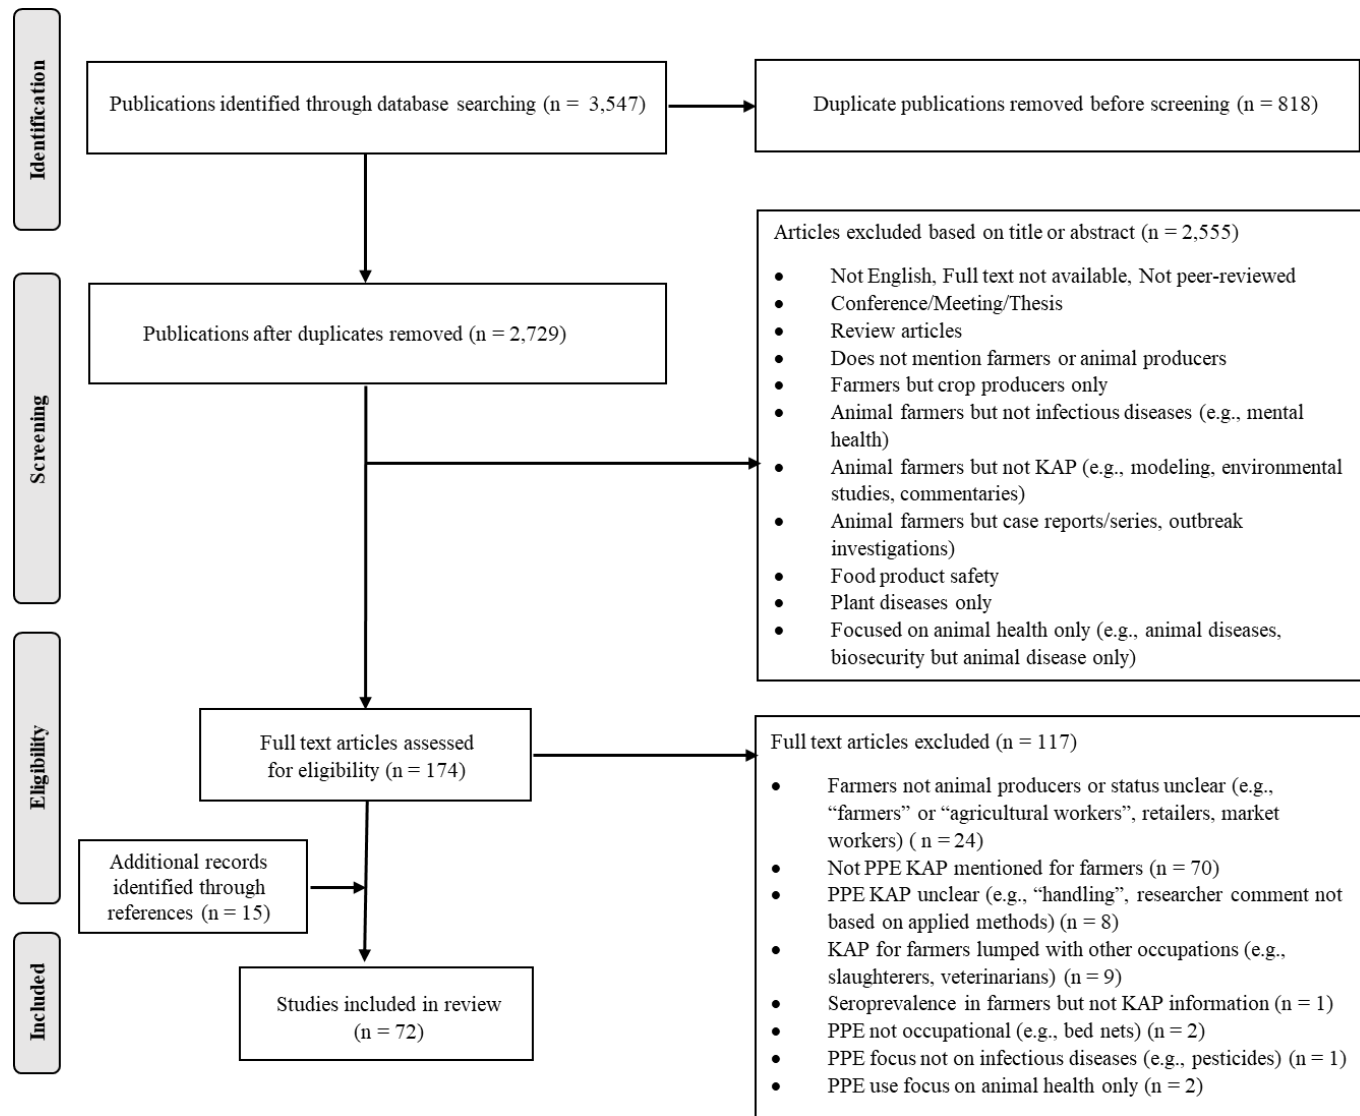 Identification
Publications identified through database searching (n = 3,547)
Duplicate publications removed before screening (n = 818)
Screening
Publications after duplicates removed (n = 2,729)
Articles excluded based on title or abstract (n = 2,555)
• Not English, Full text not available, Not peer-reviewed
• Conference/Meeting/Thesis
• Review articles
• Does not mention farmers or animal producers
• Farmers but crop producers only
• Animal farmers but not infectious diseases (e.g., mental
health)
• Animal farmers but not KAP (e.g., modeling, environmental
studies, commentaries)
• Animal farmers but case reports/series, outbreak
investigations)
• Food product safety
• Plant diseases only
• Focused on animal health only (e.g., animal diseases,
biosecurity but animal disease only)
Eligibility
Full text articles assessed
for eligibility (n = 174)
Full text articles excluded (n = 117)
• Farmers not animal producers or status unclear (e.g.,
“farmers” or “agricultural workers”, retailers, market
workers) ( n = 24)
• Not PPE KAP mentioned for farmers (n = 70)
• PPE KAP unclear (e.g., “handling”, researcher comment not
based on applied methods) (n = 8)
• KAP for farmers lumped with other occupations (e.g.,
slaughterers, veterinarians) (n = 9)
• Seroprevalence in farmers but not KAP information (n = 1)
• PPE not occupational (e.g., bed nets) (n = 2)
• PPE focus not on infectious diseases (e.g., pesticides) (n = 1)
• PPE use focus on animal health only (n = 2)
Additional records
identified through
references (n = 15)
Included
Studies included in review
(n = 72)